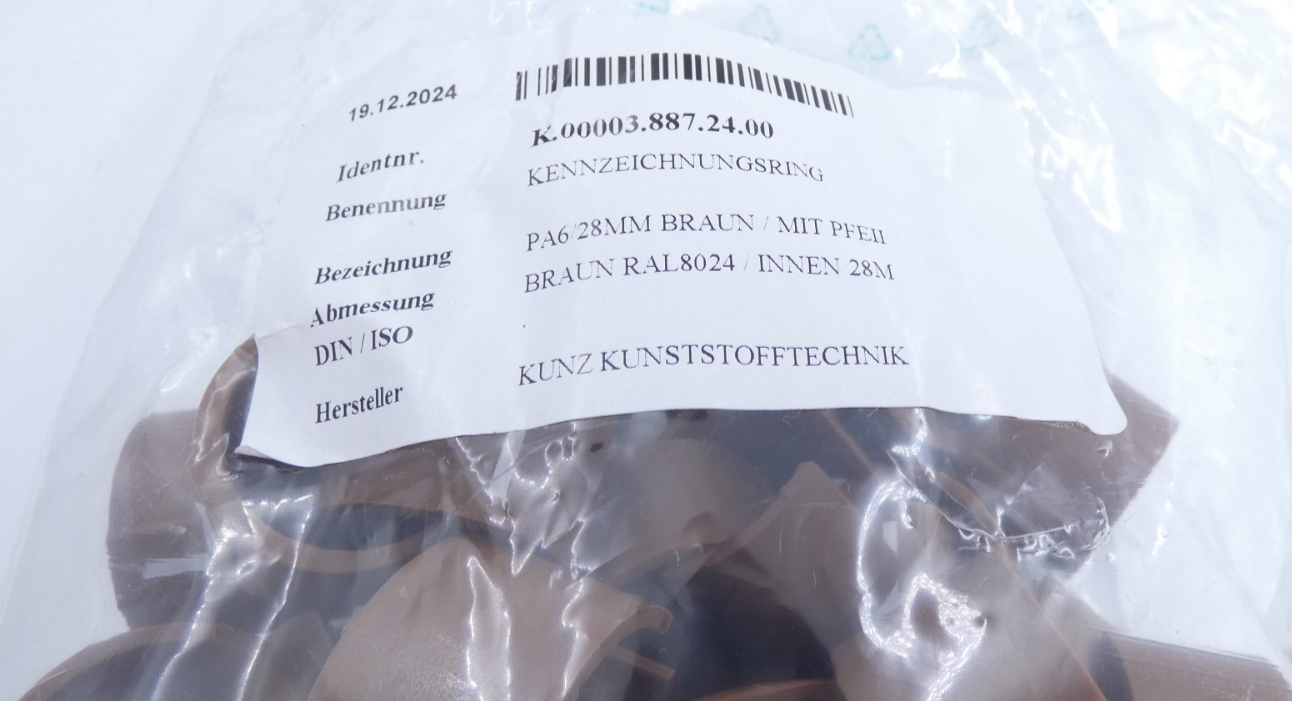 19.12.2024
Identnr. K.00003.887.24.00
Benennung KENNZEICHNUNGSRING
Bezeichnung PA6/28MM BRAUN / MIT PFEIL
Abmessung BRAUN RAL8024 / INNEN 28M
DIN / ISO
Hersteller KUNZ KUNSTSTOFFTECHNIK